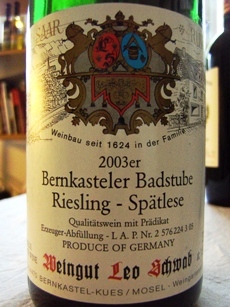 SAAR
Weinbau seit 1624 in der Familie
2003er
Bernkasteler Badstube
Riesling - Spätlese
Qualitätswein mit Prädikat
Erzeuger-Abfüllung - L. A. P. Nr. 2 576 224 3 05
PRODUCE OF GERMANY
Weingut Leo Schwab
BERNKASTEL-KUES / MOSEL - Weingar